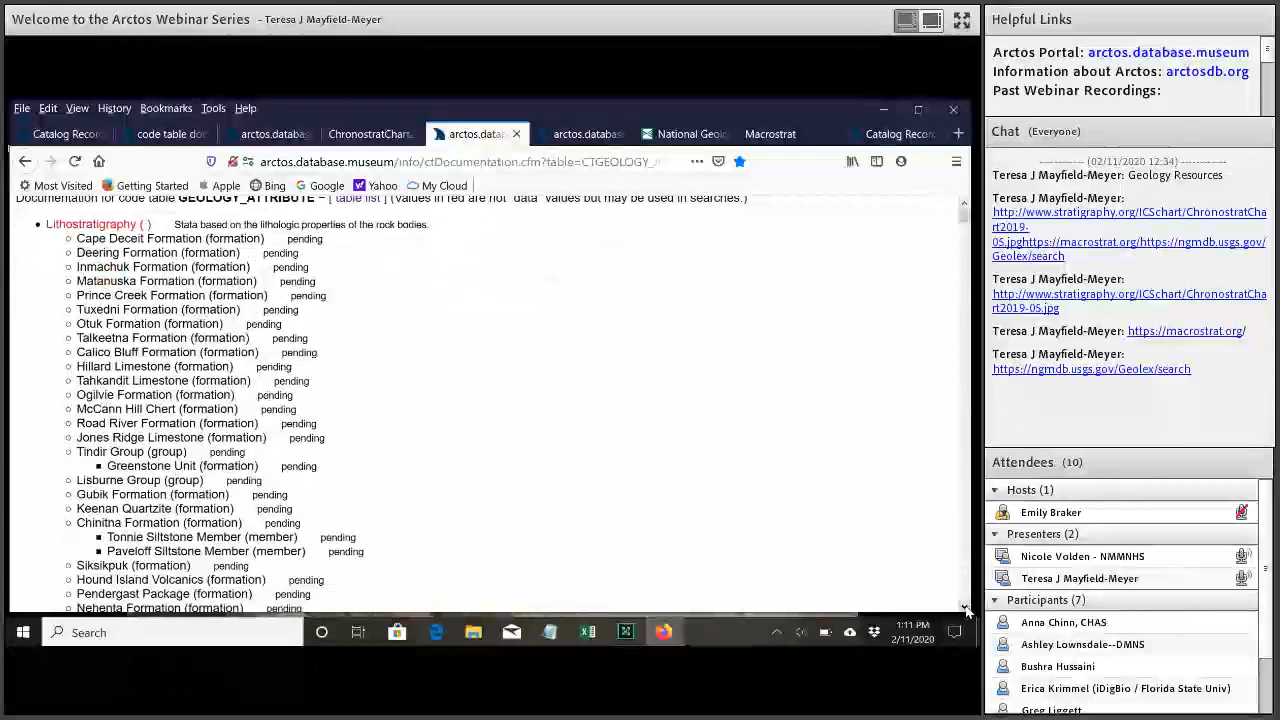 Welcome to the Arctos Webinar Series - Teresa J Mayfield-Meyer
File Edit View History Bookmarks Tools Help
Catalog Recor
code table do
arctos.databas
ChronostratChart.
arctos.datab
arctos.databas
National Geol
Macrostrat
Catalog Recor
arctos.database.museum/info/ctDocumentation.cfm?table=CTGEOLOGY_
Most Visited Getting Started Apple Bing Google Yahoo My Cloud
Documentation for code table GEOLOGY_ATTRIBUTE - [ table list ] (values in red are not "data" values but may be used in searches.)
Lithostratigraphy ( ) Stata based on the lithologic properties of the rock bodies.
Cape Deceit Formation (formation) pending
Deering Formation (formation) pending
Inmachuk Formation (formation) pending
Matanuska Formation (formation) pending
Prince Creek Formation (formation) pending
Tuxedni Formation (formation) pending
Otuk Formation (formation) pending
Talkeetna Formation (formation) pending
Calico Bluff Formation (formation) pending
Hillard Limestone (formation) pending
Tahkandit Limestone (formation) pending
Ogilvie Formation (formation) pending
McCann Hill Chert (formation) pending
Road River Formation (formation) pending
Jones Ridge Limestone (formation) pending
Tindir Group (group) pending
Greenstone Unit (formation) pending
Lisburne Group (group) pending
Gubik Formation (formation) pending
Keenan Quartzite (formation) pending
Chinitna Formation (formation) pending
Tonnie Siltstone Member (member) pending
Paveloff Siltstone Member (member) pending
Siksikpuk (formation) pending
Hound Island Volcanics (formation) pending
Pendergast Package (formation) pending
Nehenta Formation (formation) pending
Search
1:11 PM
2/11/2020
Helpful Links
Arctos Portal: arctos.database.museum
Information about Arctos: arctosdb.org
Past Webinar Recordings:
Chat (Everyone)
------------ (02/11/2020 12:34) ------------
Teresa J Mayfield-Meyer: Geology Resources
Teresa J Mayfield-Meyer:
http://www.stratigraphy.org/ICSchart/ChronostratCha
rt2019-
05.jpghttps://macrostrat.org/https://ngmdb.usgs.gov/
Geolex/search
Teresa J Mayfield-Meyer:
http://www.stratigraphy.org/ICSchart/ChronostratCha
rt2019-05.jpg
Teresa J Mayfield-Meyer: https://macrostrat.org/
Teresa J Mayfield-Meyer:
https://ngmdb.usgs.gov/Geolex/search
Attendees (10)
Hosts (1)
Emily Braker
Presenters (2)
Nicole Volden - NMMNHS
Teresa J Mayfield-Meyer
Participants (7)
Anna Chinn, CHAS
Ashley Lownsdale--DMNS
Bushra Hussaini
Erica Krimmel (iDigBio / Florida State Univ)
Greg Liggett